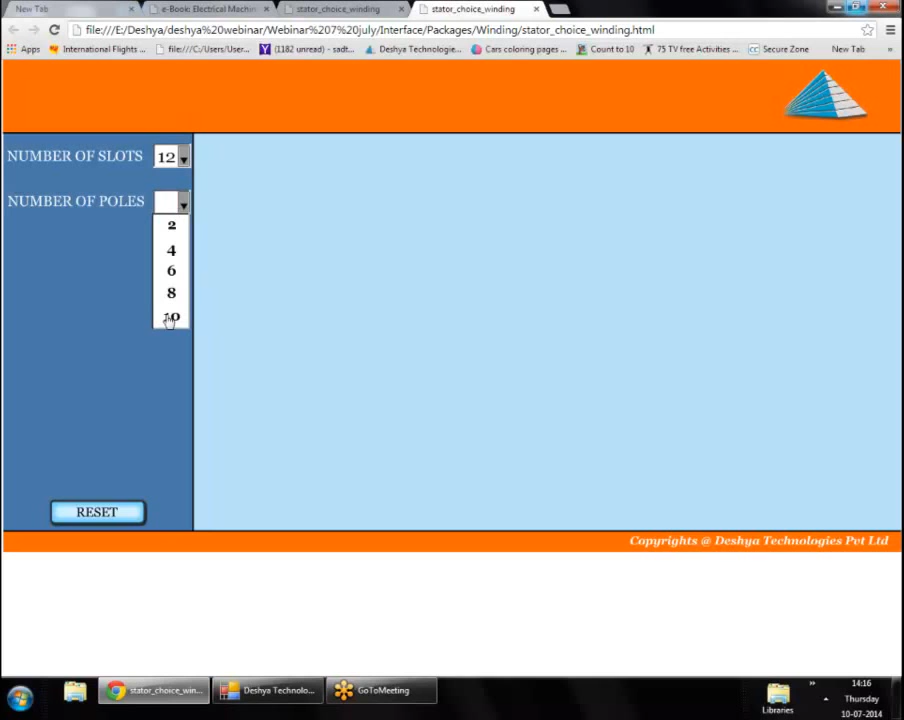 New Tab
e-Book: Electrical Machin
stator_choice_winding
stator_choice_winding
file:///E:/Deshya/deshya%20webinar/Webinar%207%20july/Interface/Packages/Winding/stator_choice_winding.html
Apps
International Flights ...
file:///C:/Users/User...
(1182 unread) - sadt...
Deshya Technologie...
Cars coloring pages ...
Count to 10
75 TV free Activities ...
CC Secure Zone
New Tab
»
NUMBER OF SLOTS 12
NUMBER OF POLES
2
4
6
8
10
RESET
Copyrights @ Deshya Technologies Pvt Ltd
stator_choice_win...
Deshya Technolo...
GoToMeeting
Libraries
»
14:16
Thursday
10-07-2014